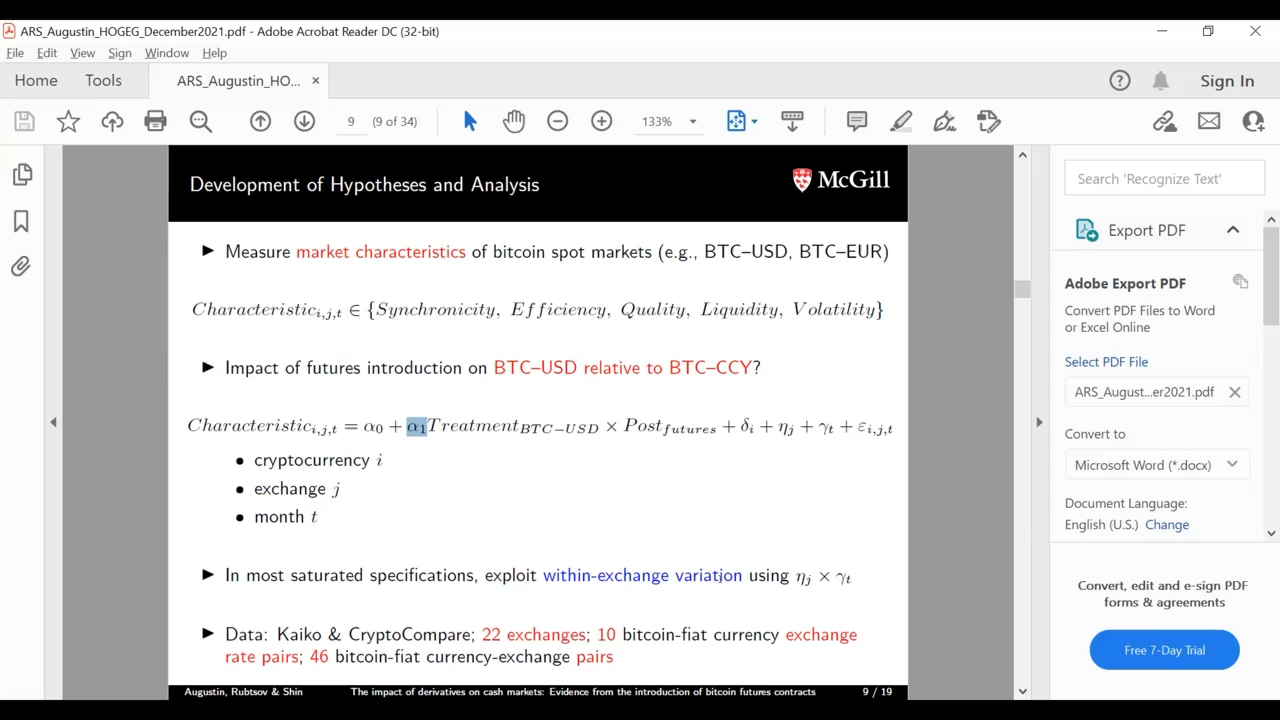 ARS_Augustin_HOGEG_December2021.pdf - Adobe Acrobat Reader DC (32-bit)
File Edit View Sign Window Help
Home Tools ARS_Augustin_HO... × Sign In
9 (9 of 34) 133%
Development of Hypotheses and Analysis
McGill
► Measure market characteristics of bitcoin spot markets (e.g., BTC–USD, BTC–EUR)
Characteristic_{i,j,t} ∈ {Synchronicity, Efficiency, Quality, Liquidity, Volatility}
► Impact of futures introduction on BTC–USD relative to BTC–CCY?
Characteristic_{i,j,t} = α_0 + α_1 Treatment_{BTC−USD} × Post_{futures} + δ_i + η_j + γ_t + ε_{i,j,t}
• cryptocurrency i
• exchange j
• month t
► In most saturated specifications, exploit within-exchange variation using η_j × γ_t
► Data: Kaiko & CryptoCompare; 22 exchanges; 10 bitcoin-fiat currency exchange
rate pairs; 46 bitcoin-fiat currency-exchange pairs
Augustin, Rubtsov & Shin The impact of derivatives on cash markets: Evidence from the introduction of bitcoin futures contracts 9 / 19
Search 'Recognize Text'
Export PDF
Adobe Export PDF
Convert PDF Files to Word
or Excel Online
Select PDF File
ARS_August...er2021.pdf
Convert to
Microsoft Word (*.docx)
Document Language:
English (U.S.) Change
Convert, edit and e-sign PDF
forms & agreements
Free 7-Day Trial